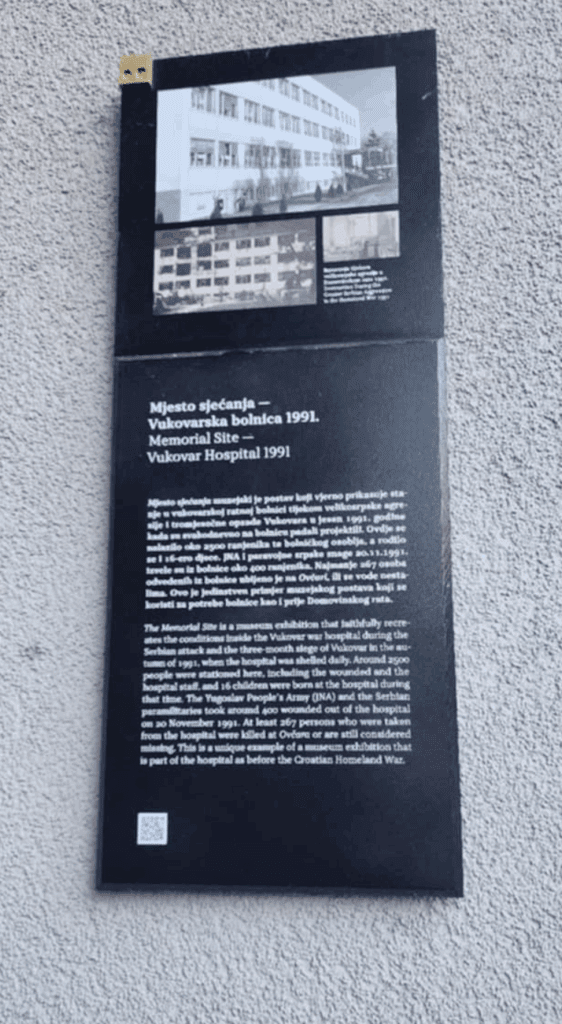 Mjesto sjećanja —
Vukovarska bolnica 1991.
Memorial Site —
Vukovar Hospital 1991
Mjesto sjećanja muzejski je postav koji vjerno prikazuje sta-
nje u vukovarskoj ratnoj bolnici tijekom velikosrpske agre-
sije i tromjesečne opsade Vukovara u jesen 1991. godine
kada su svakodnevno na bolnicu padali projektili. Ovdje se
nalazilo oko 2500 ranjenika te bolničkog osoblja, a rodilo
se i 16-ero djece. JNA i paravojne srpske snage 20.11.1991.
izvele su iz bolnice oko 400 ranjenika. Najmanje 267 osoba
odvedenih iz bolnice ubijeno je na Ovčari, ili se vode nesta-
lima. Ovo je jedinstven primjer muzejskog postava koji se
koristi za potrebe bolnice kao i prije Domovinskog rata.
The Memorial Site is a museum exhibition that faithfully recre-
ates the conditions inside the Vukovar war hospital during the
Serbian attack and the three-month siege of Vukovar in the au-
tumn of 1991, when the hospital was shelled daily. Around 2500
people were stationed here, including the wounded and the
hospital staff, and 16 children were born at the hospital during
that time. The Yugoslav People's Army (JNA) and the Serbian
paramilitaries took around 400 wounded out of the hospital
on 20 November 1991. At least 267 persons who were taken
from the hospital were killed at Ovčara or are still considered
missing. This is a unique example of a museum exhibition that
is part of the hospital as before the Croatian Homeland War.